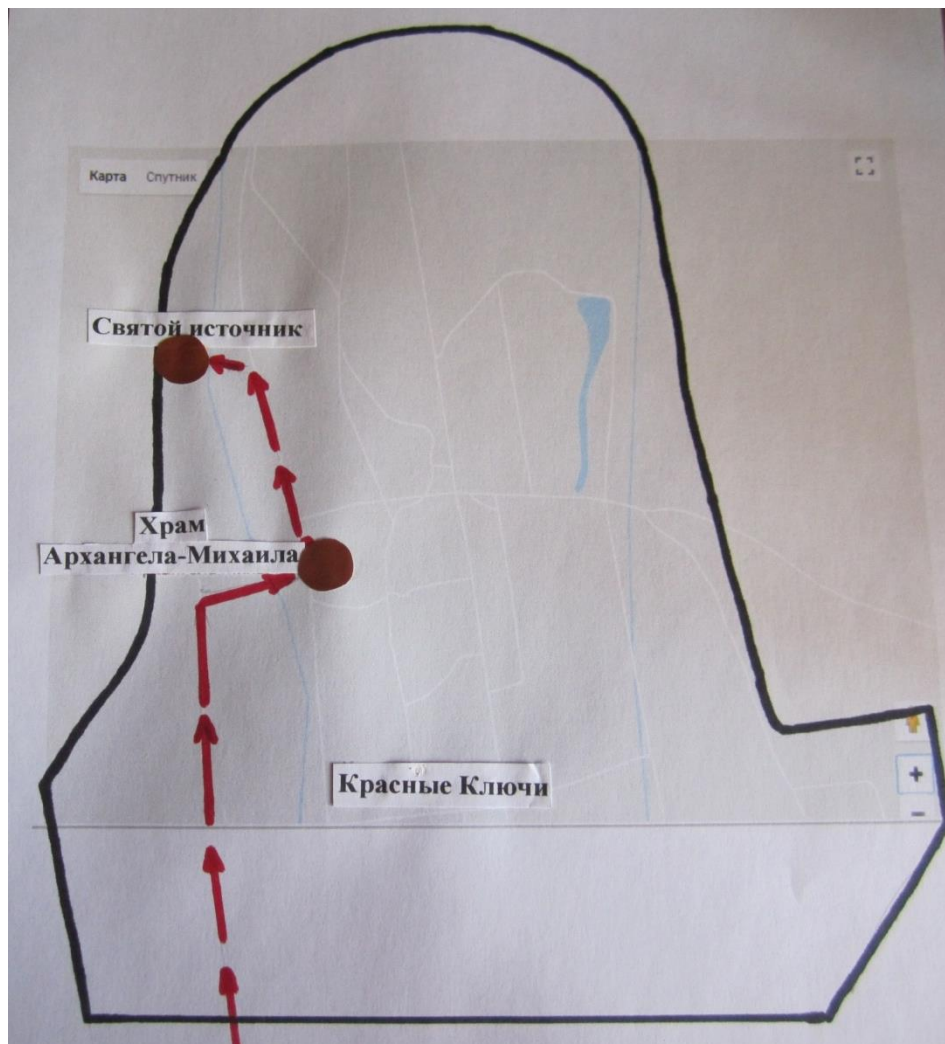 Карта Спутник
Святой источник
Храм
Архангела-Михаила
Красные Ключи
+
−